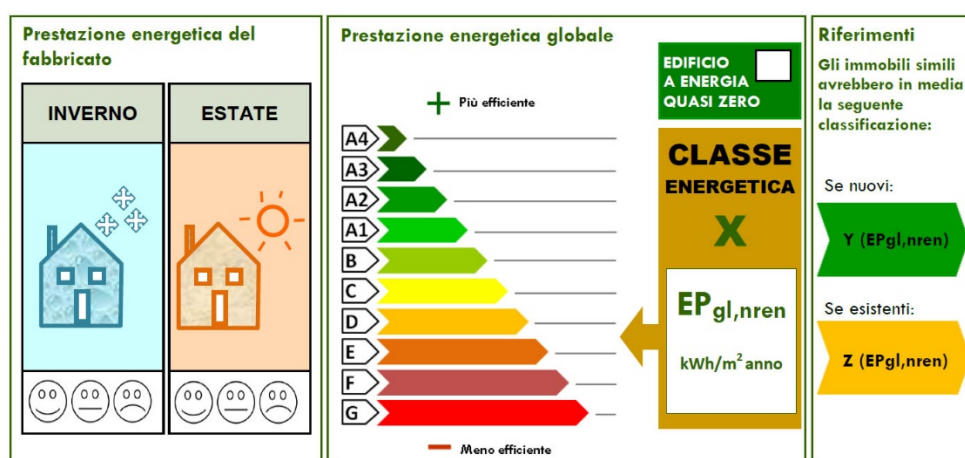 Prestazione energetica del
fabbricato
INVERNO
ESTATE
Prestazione energetica globale
Più efficiente
A4
A3
A2
A1
B
C
D
E
F
G
Meno efficiente
EDIFICIO
A ENERGIA
QUASI ZERO
CLASSE
ENERGETICA
X
EPgl,nren
kWh/m² anno
Riferimenti
Gli immobili simili
avrebbero in media
la seguente
classificazione:
Se nuovi:
Y (EPgl,nren)
Se esistenti:
Z (EPgl,nren)